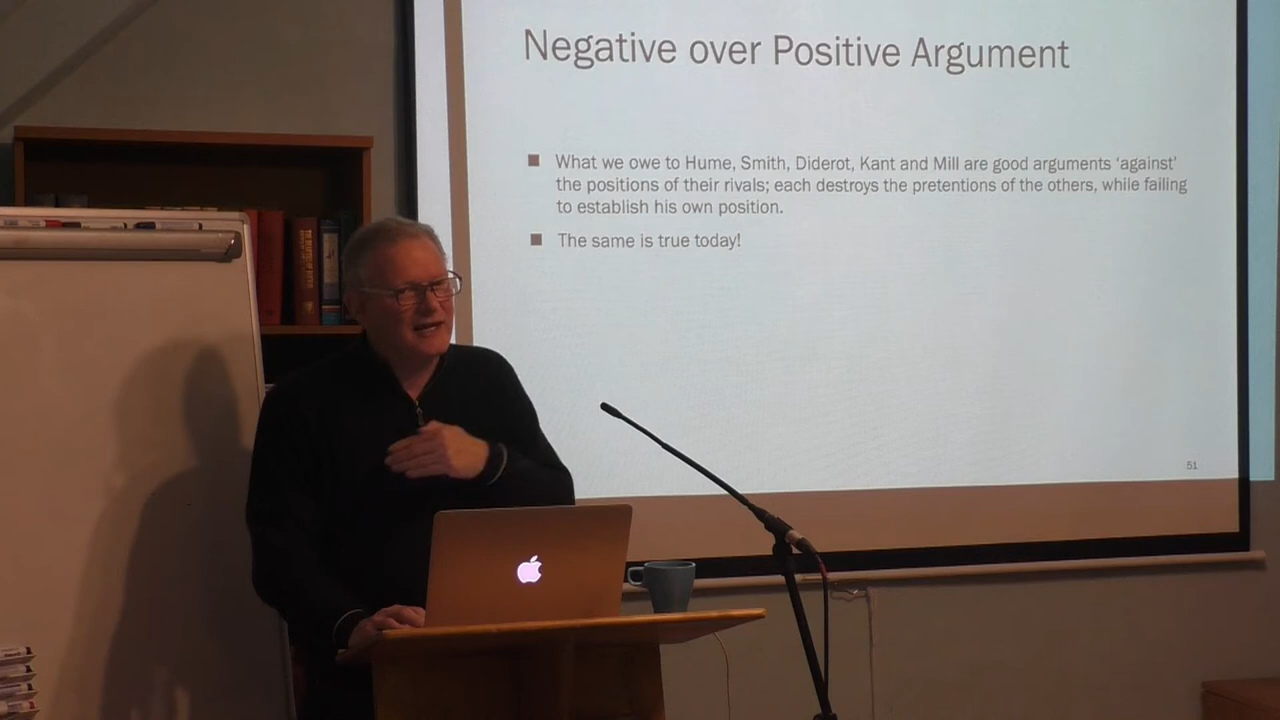 Negative over Positive Argument
What we owe to Hume, Smith, Diderot, Kant and Mill are good arguments ‘against’
the positions of their rivals; each destroys the pretentions of the others, while failing
to establish his own position.
The same is true today!
51